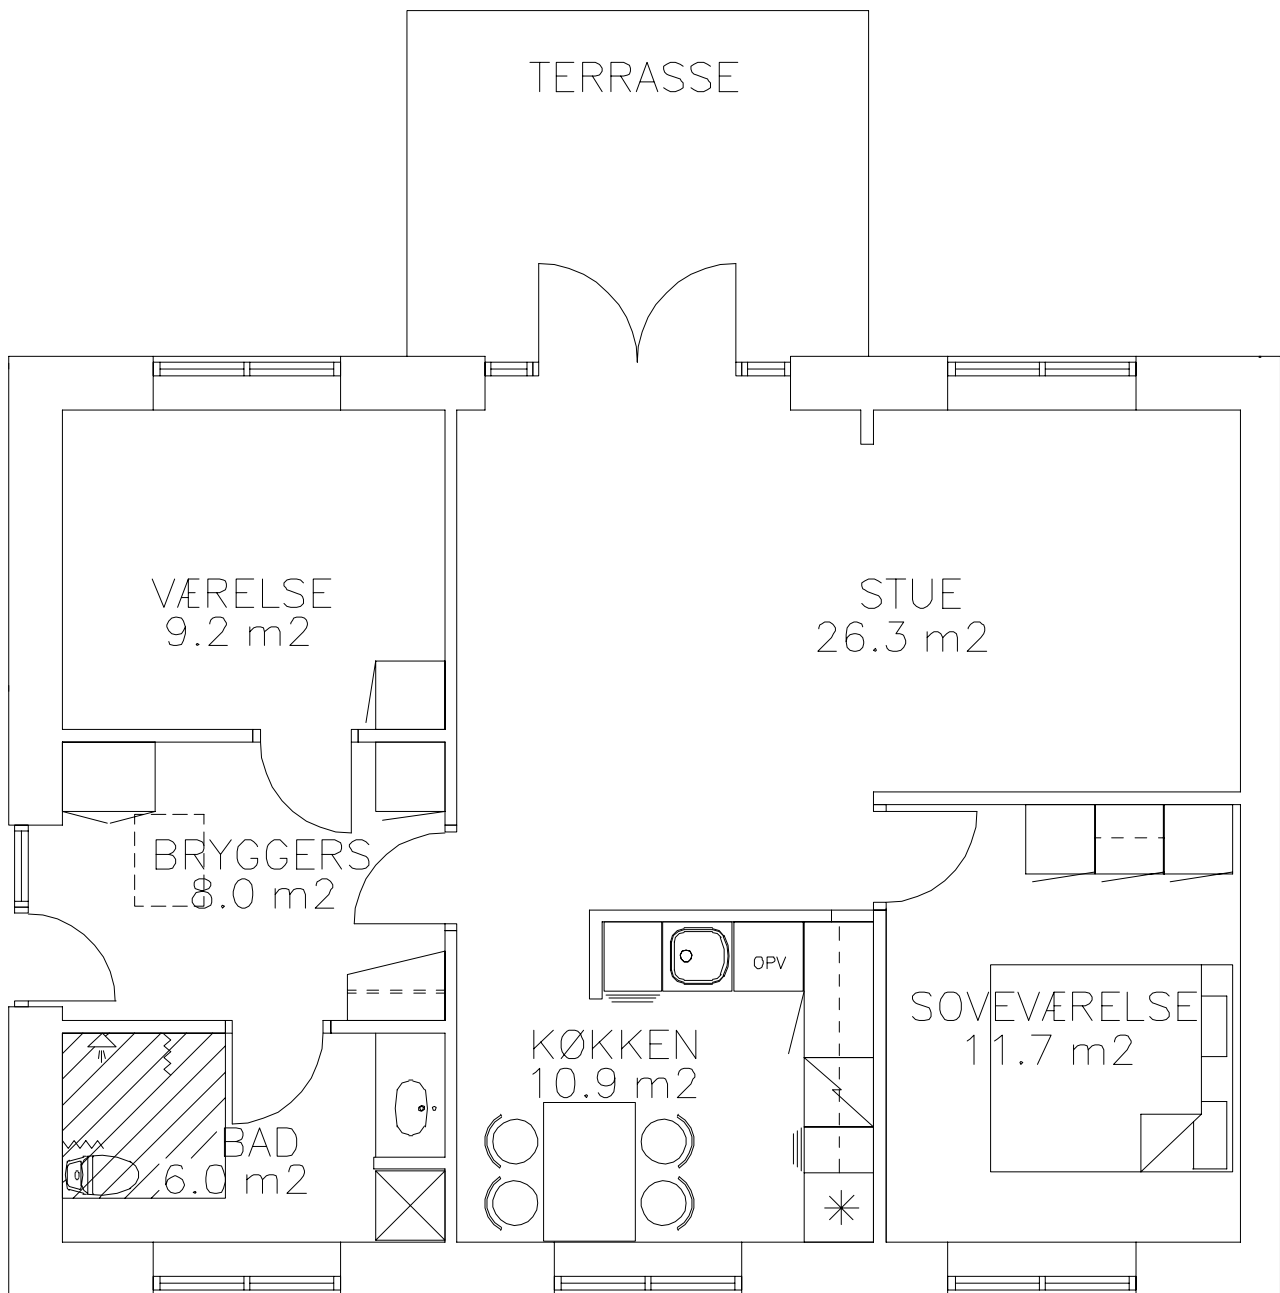 TERRASSE
VÆRELSE
9.2 m2
STUE
26.3 m2
BRYGGERS
8.0 m2
OPV
SOVEVÆRELSE
11.7 m2
KØKKEN
10.9 m2
BAD
6.0 m2